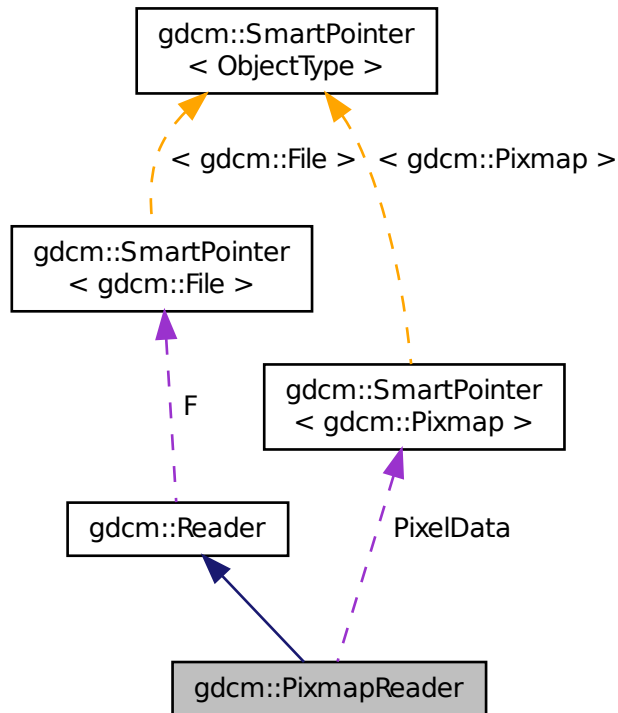 gdcm::SmartPointer
< ObjectType >
< gdcm::File >
< gdcm::Pixmap >
gdcm::SmartPointer
< gdcm::File >
gdcm::SmartPointer
< gdcm::Pixmap >
F
gdcm::Reader
PixelData
gdcm::PixmapReader